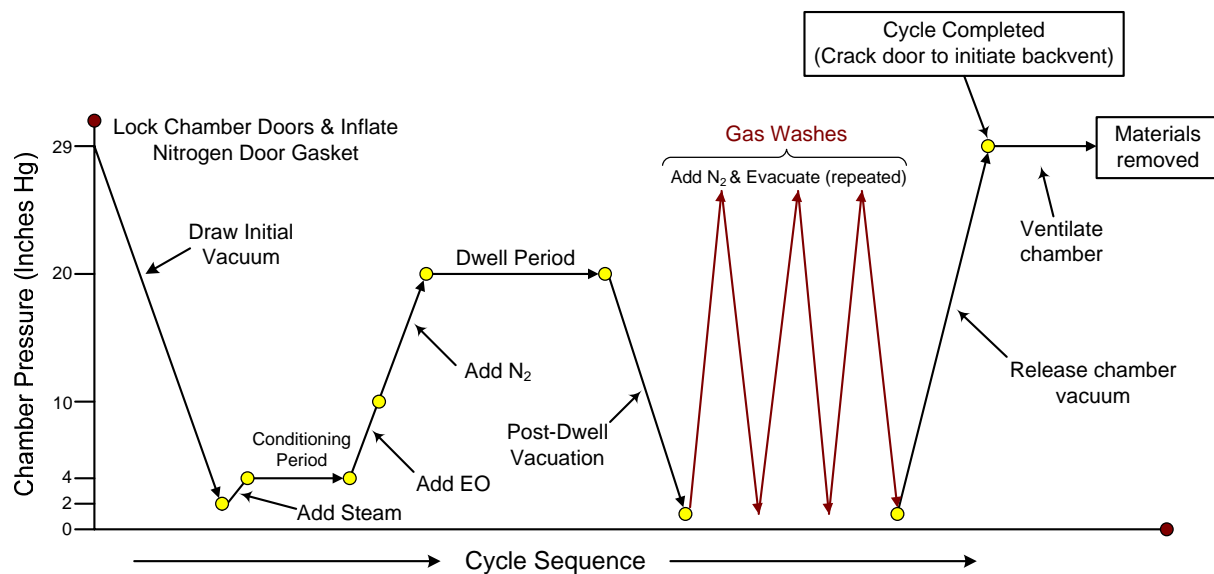 Cycle Completed
(Crack door to initiate backvent)
Lock Chamber Doors & Inflate
Nitrogen Door Gasket
Gas Washes
Add N₂ & Evacuate (repeated)
Materials
removed
29
Draw Initial
Vacuum
Ventilate
chamber
Dwell Period
20
Chamber Pressure (Inches Hg)
Add N₂
Release chamber
vacuum
10
Conditioning
Period
Post-Dwell
Vacuation
Add EO
4
2
Add Steam
0
Cycle Sequence